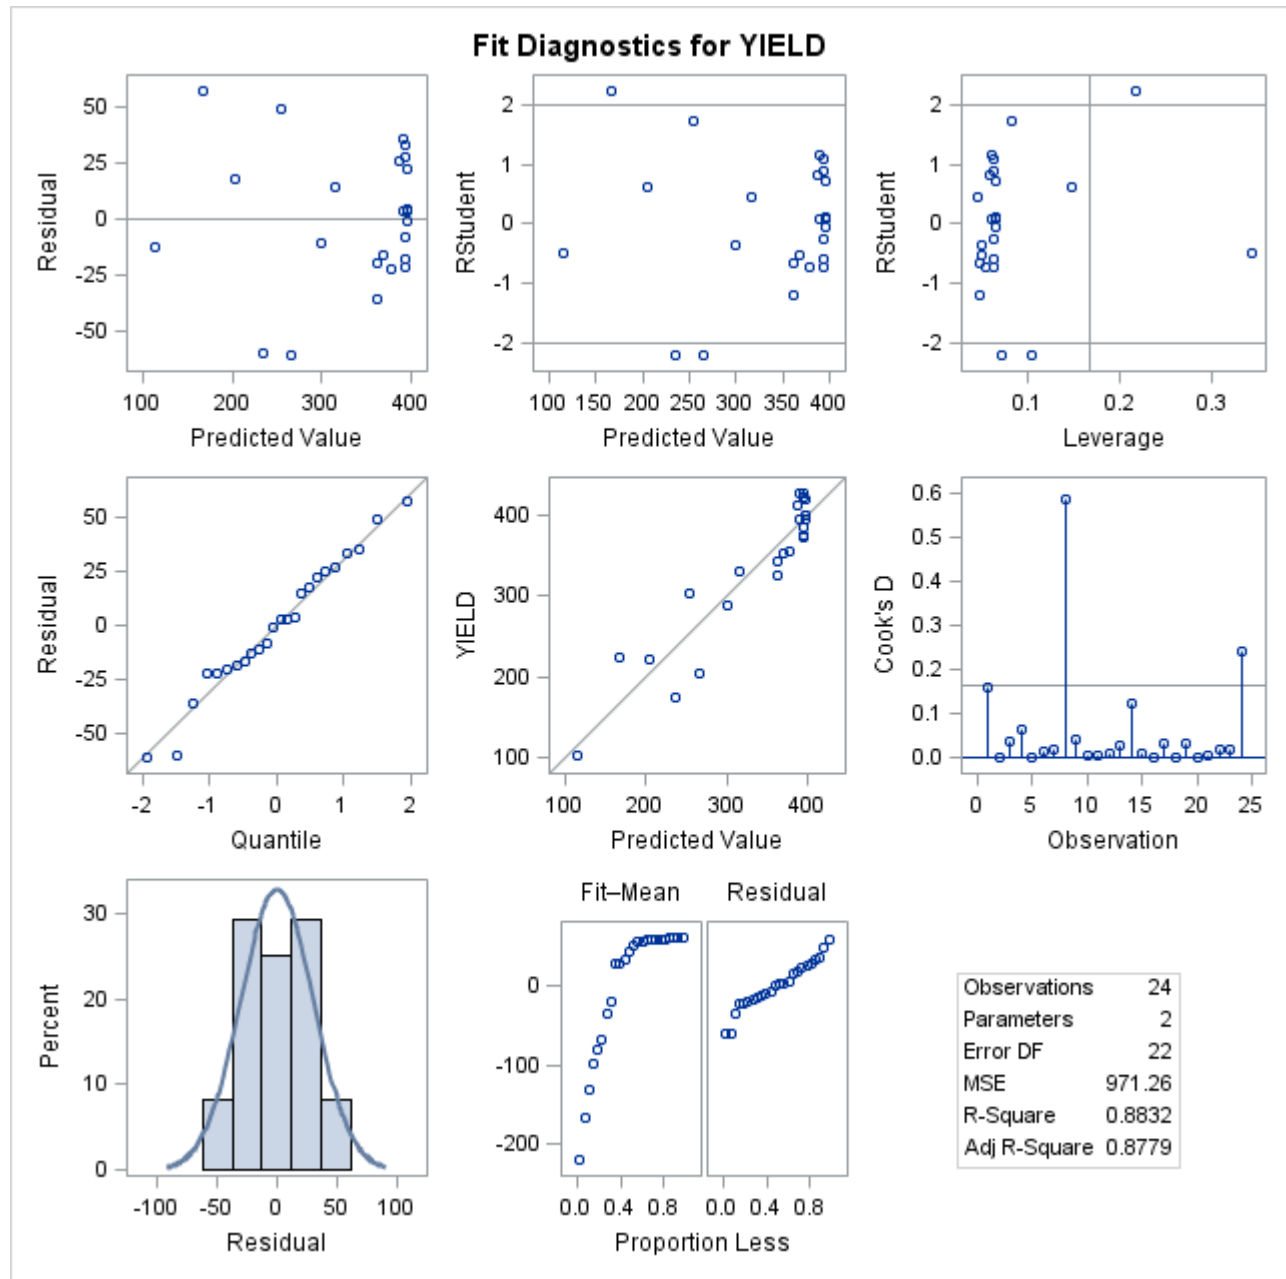 Fit Diagnostics for YIELD
50
25
0
-25
-50
Residual
100 200 300 400
Predicted Value
2
1
0
-1
-2
RStudent
100 150 200 250 300 350 400
Predicted Value
2
1
0
-1
-2
RStudent
0.1 0.2 0.3
Leverage
50
25
0
-25
-50
Residual
-2 -1 0 1 2
Quantile
400
300
200
100
YIELD
100 200 300 400
Predicted Value
0.6
0.5
0.4
0.3
0.2
0.1
0.0
Cook's D
0 5 10 15 20 25
Observation
30
20
10
0
Percent
-100 -50 0 50 100
Residual
Fit–Mean Residual
0
-100
-200
0.0 0.4 0.8 0.0 0.4 0.8
Proportion Less
Observations 24
Parameters 2
Error DF 22
MSE 971.26
R-Square 0.8832
Adj R-Square 0.8779